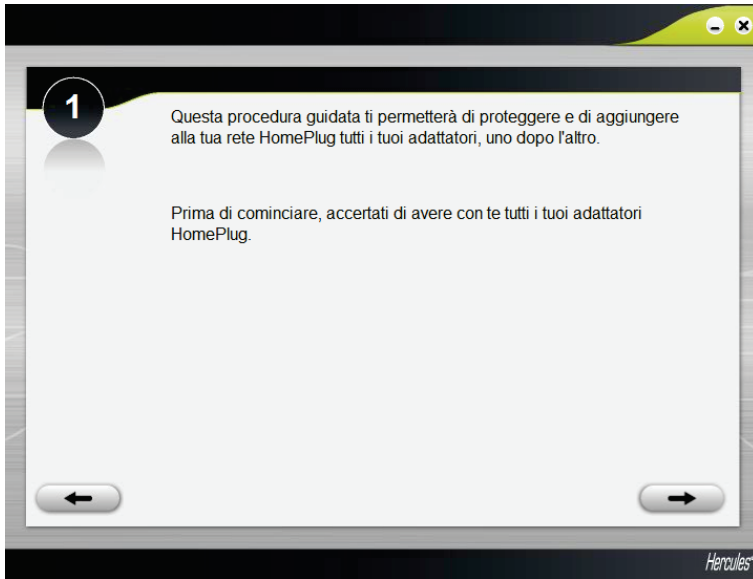 1
Questa procedura guidata ti permetterà di proteggere e di aggiungere
alla tua rete HomePlug tutti i tuoi adattatori, uno dopo l'altro.
Prima di cominciare, accertati di avere con te tutti i tuoi adattatori
HomePlug.
Hercules